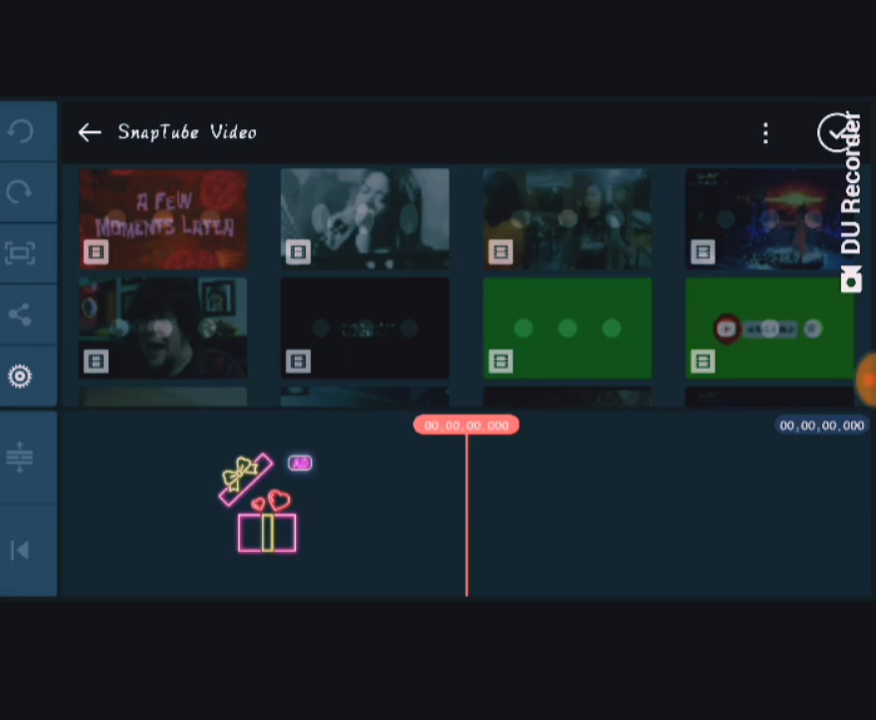 SnapTube Video
DU Recorder
A FEW
MOMENTS LATER
00,00,00.000
00,00,00.000